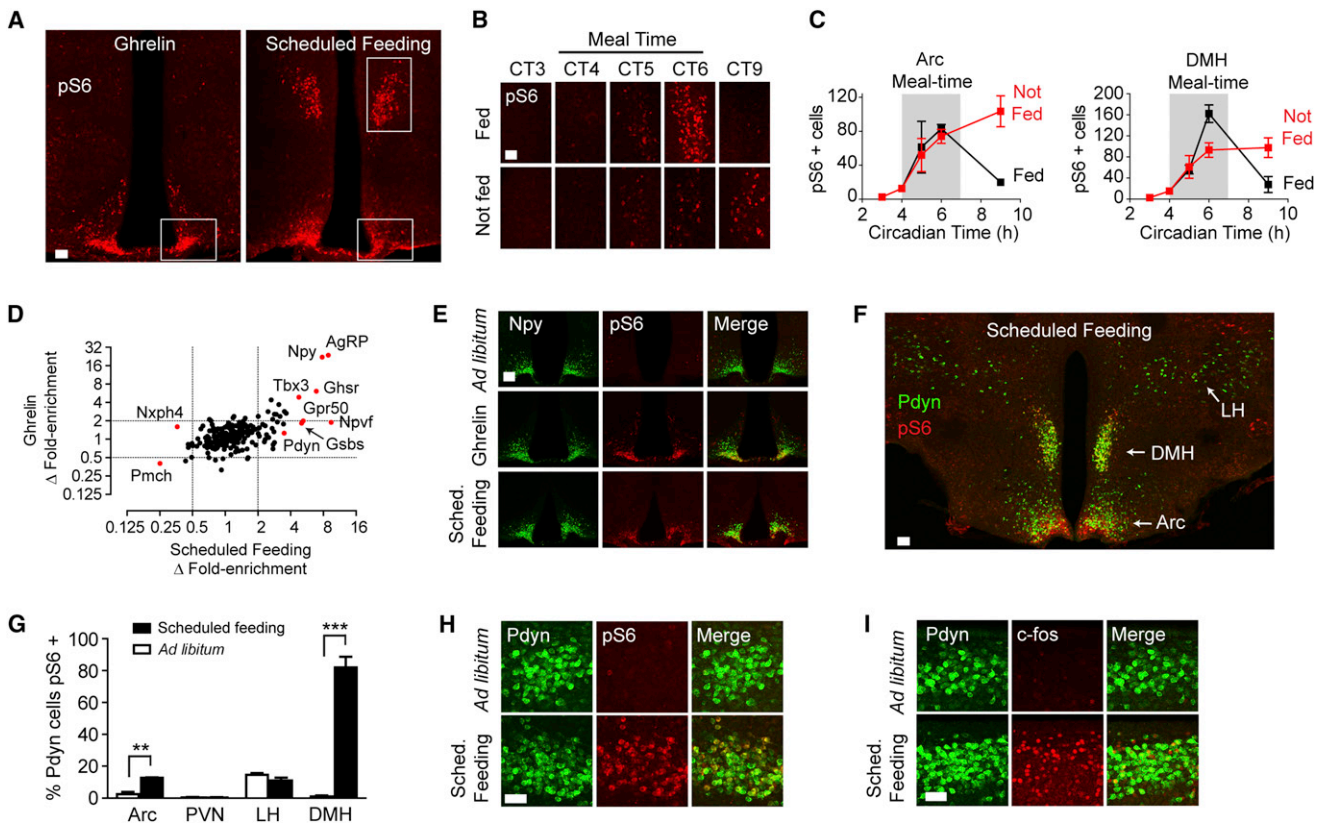 A
Ghrelin
Scheduled Feeding
pS6
B
Meal Time
CT3 CT4 CT5 CT6 CT9
pS6
Fed
Not fed
C
Arc
Meal-time
pS6 + cells
120
80
40
0
2 4 6 8 10
Circadian Time (h)
Not
Fed
Fed
DMH
Meal-time
pS6 + cells
200
160
120
80
40
0
2 4 6 8 10
Circadian Time (h)
Not
Fed
Fed
D
Ghrelin
Δ Fold-enrichment
32
16
8
4
2
1
0.5
0.25
0.125
Npy
AgRP
Tbx3
Ghsr
Gpr50
Nxph4
Npvf
Pdyn
Gsbs
Pmch
0.125 0.25 0.5 1 2 4 8 16
Scheduled Feeding
Δ Fold-enrichment
E
Npy
pS6
Merge
Ad libitum
Ghrelin
Sched.
Feeding
F
Scheduled Feeding
Pdyn
pS6
LH
DMH
Arc
G
Scheduled feeding
Ad libitum
% Pdyn cells pS6 +
100
80
60
40
20
0
**
***
Arc PVN LH DMH
H
Pdyn
pS6
Merge
Ad libitum
Sched.
Feeding
I
Pdyn
c-fos
Merge
Ad libitum
Sched.
Feeding